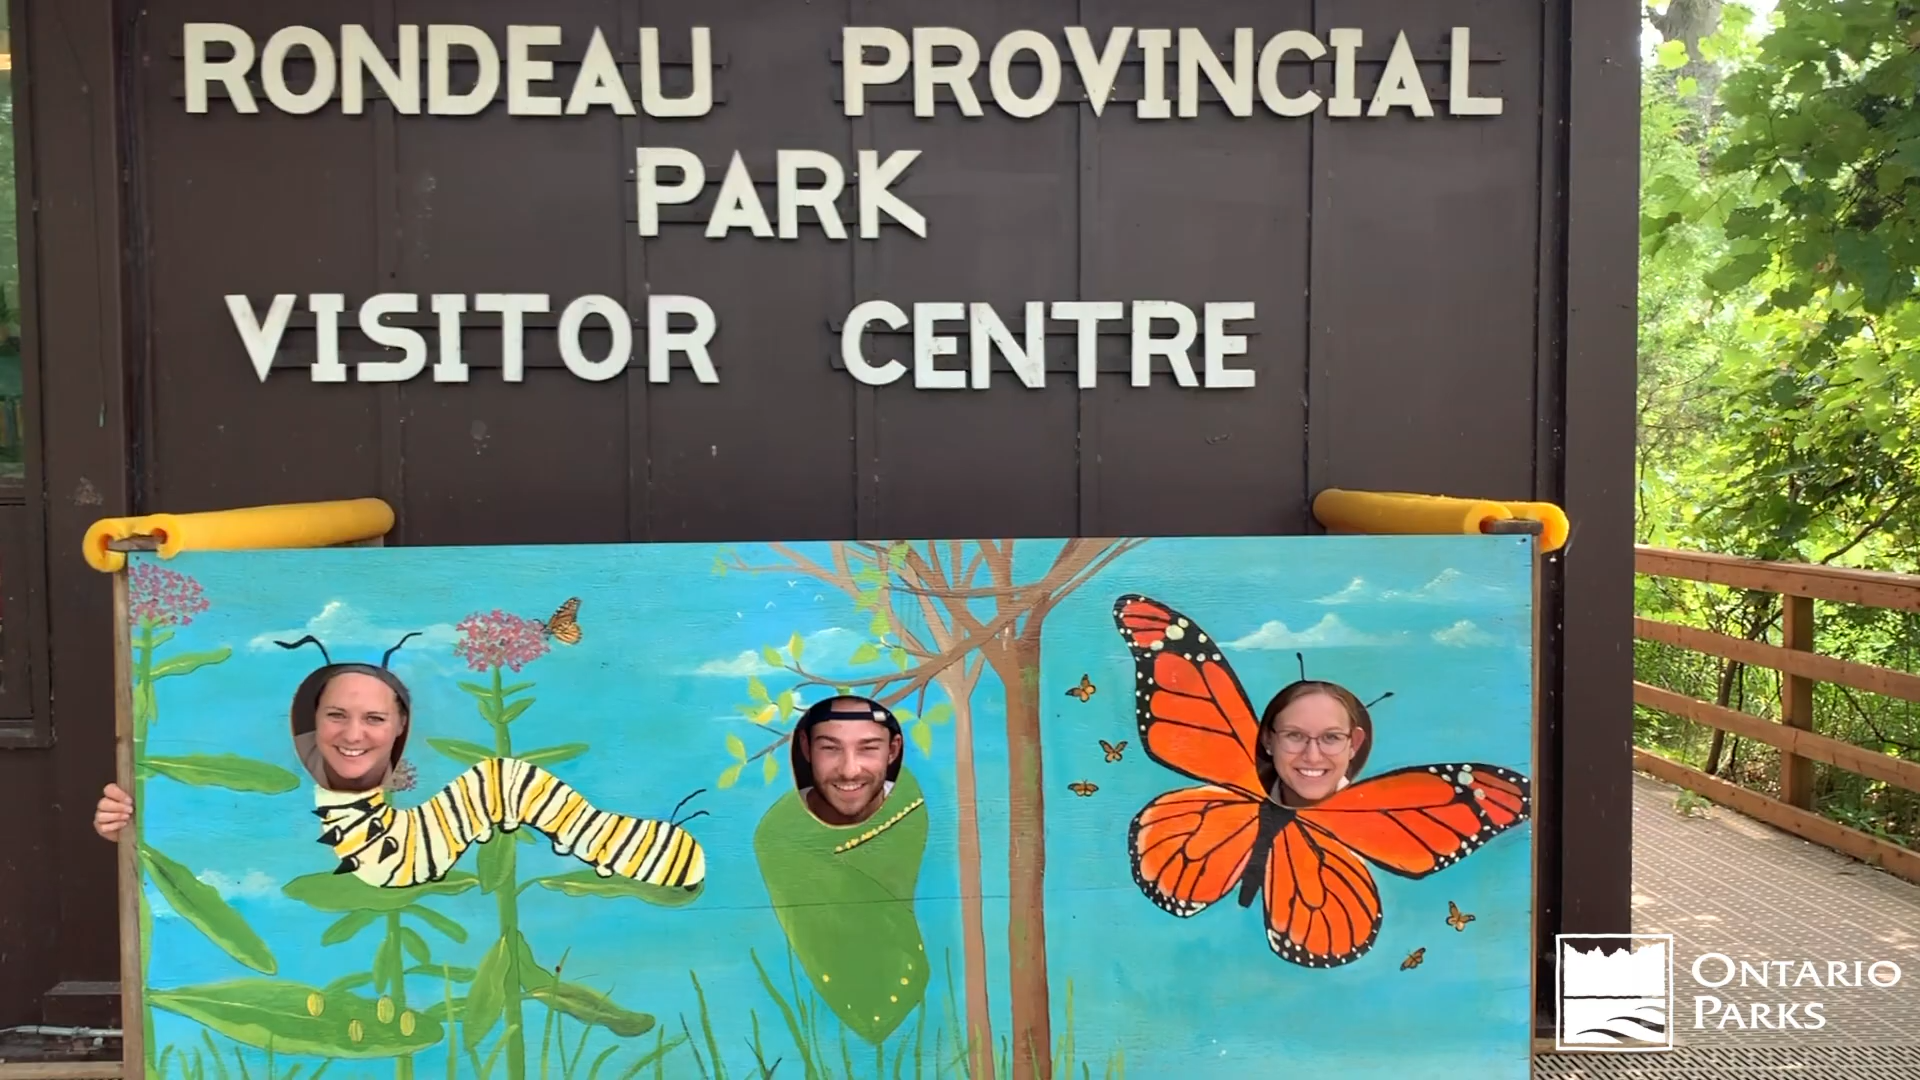 RONDEAU PROVINCIAL
PARK
VISITOR CENTRE
ONTARIO
PARKS